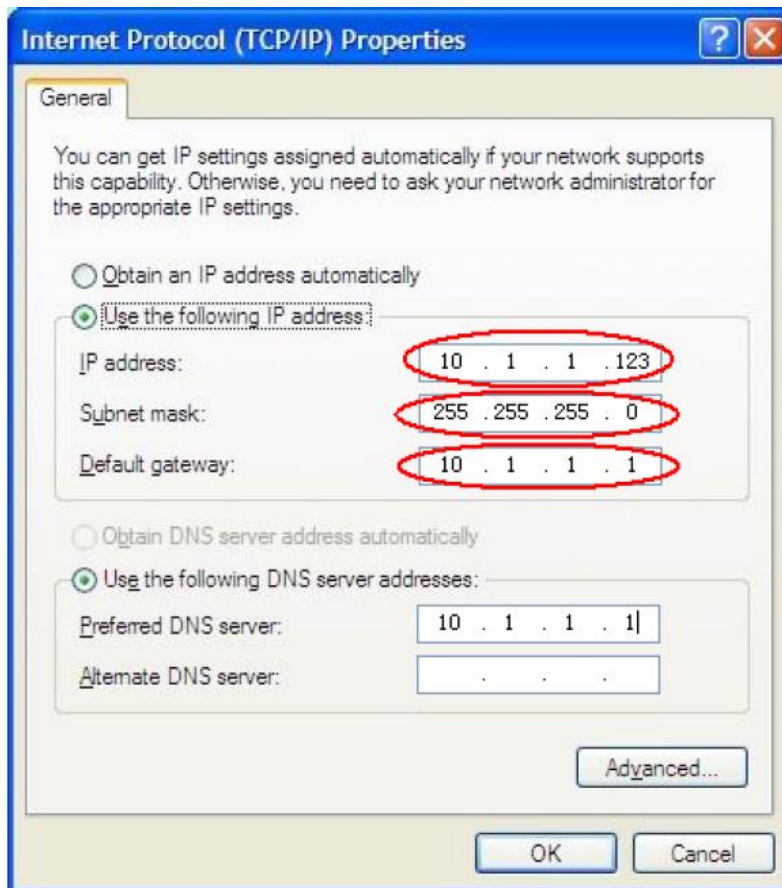 Internet Protocol (TCP/IP) Properties
General
You can get IP settings assigned automatically if your network supports
this capability. Otherwise, you need to ask your network administrator for
the appropriate IP settings.
Obtain an IP address automatically
Use the following IP address:
IP address: 10 . 1 . 1 .123
Subnet mask: 255 .255 .255 . 0
Default gateway: 10 . 1 . 1 . 1
Obtain DNS server address automatically
Use the following DNS server addresses:
Preferred DNS server: 10 . 1 . 1 . 1
Alternate DNS server: . . .
Advanced...
OK Cancel